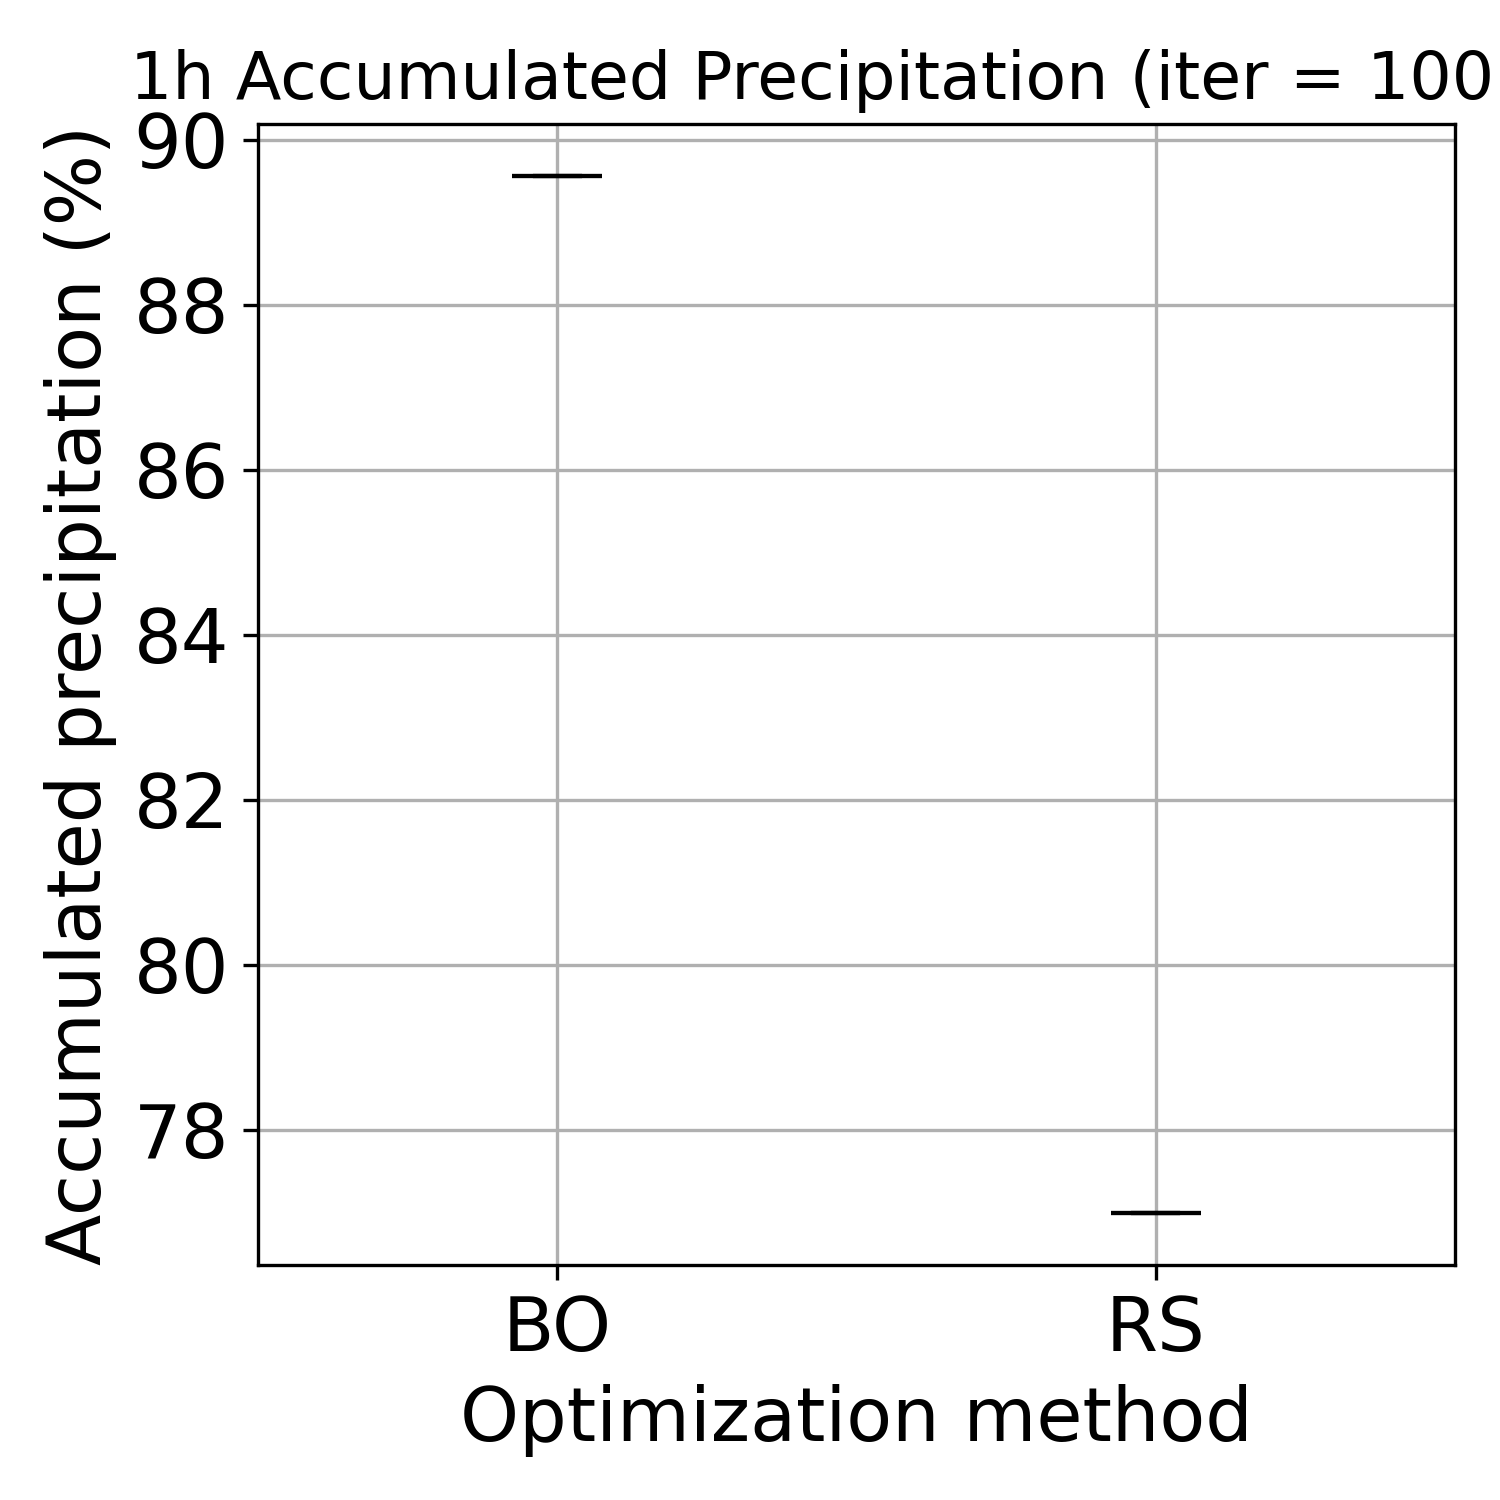 1h Accumulated Precipitation (iter = 100
Accumulated precipitation (%)
90
88
86
84
82
80
78
BO
RS
Optimization method